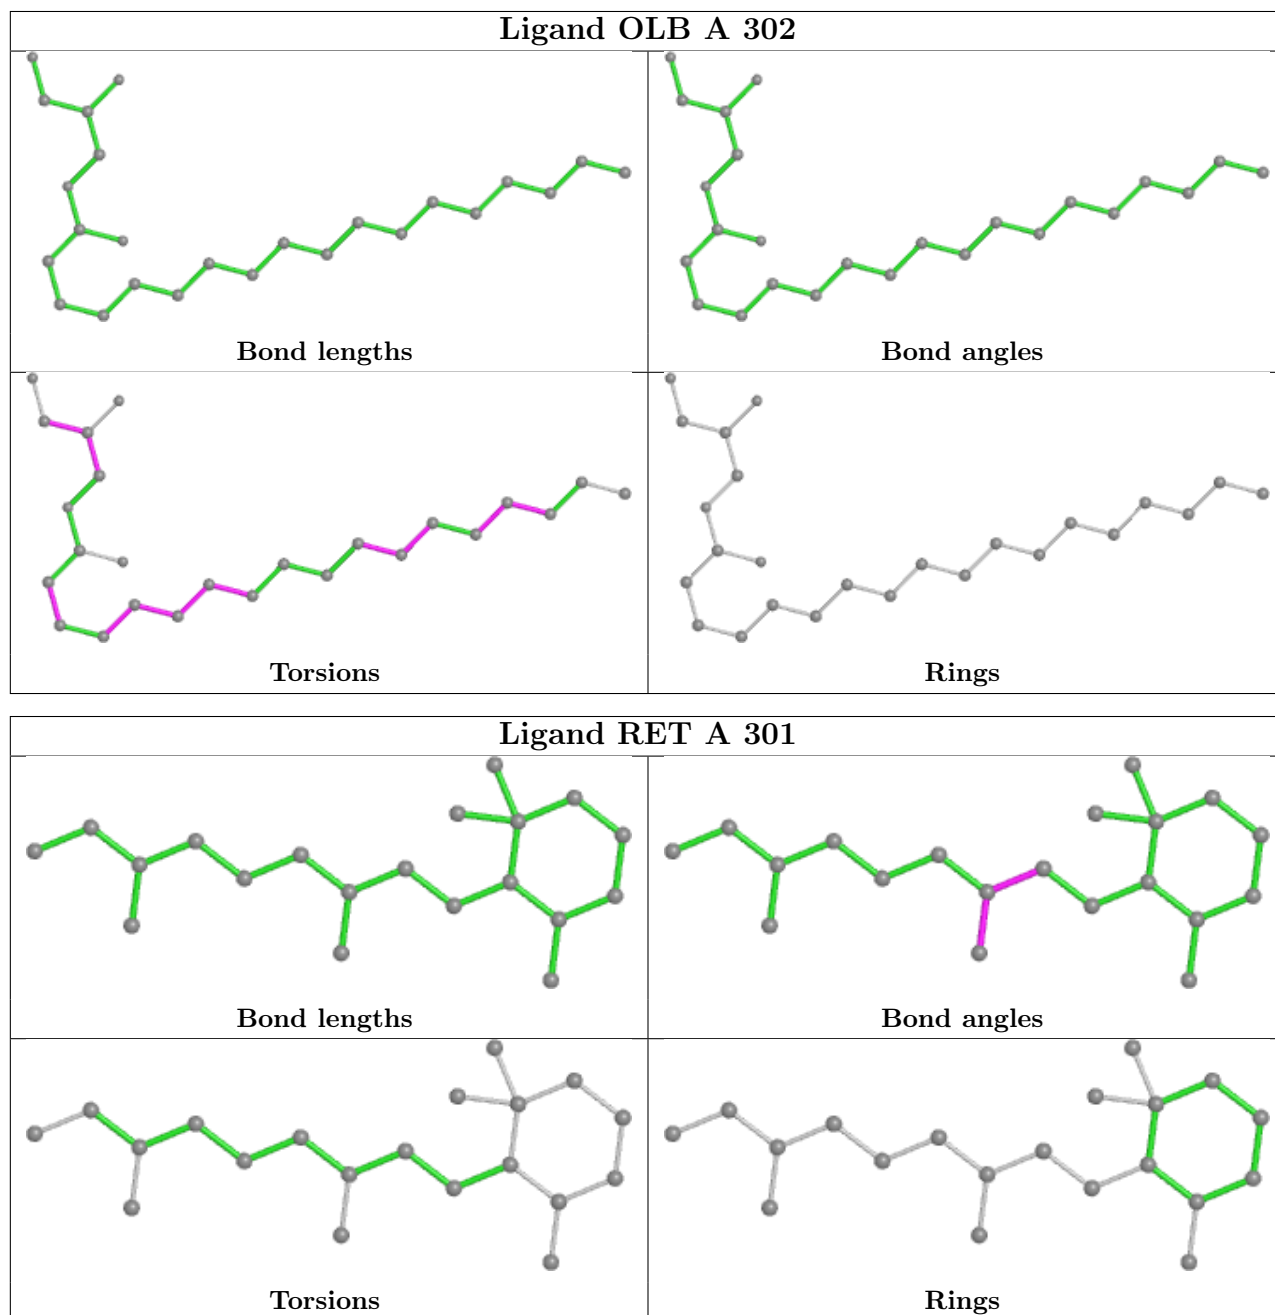 Ligand OLB A 302
Bond lengths
Bond angles
Torsions
Rings
Ligand RET A 301
Bond lengths
Bond angles
Torsions
Rings